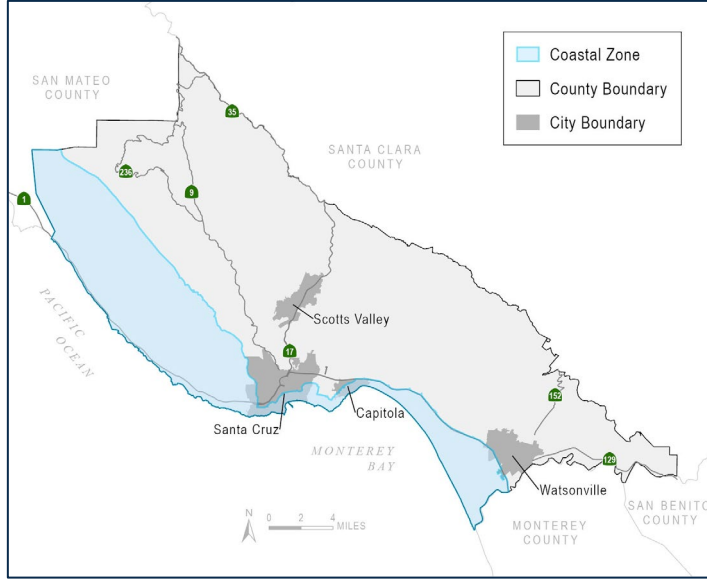 Coastal Zone
County Boundary
City Boundary
SAN MATEO
COUNTY
35
SANTA CLARA
COUNTY
236
9
1
PACIFIC
OCEAN
Scotts Valley
17
1
Capitola
Santa Cruz
152
MONTEREY
BAY
129
Watsonville
SAN BENITO
COUNTY
MONTEREY
COUNTY
N
0 2 4
MILES